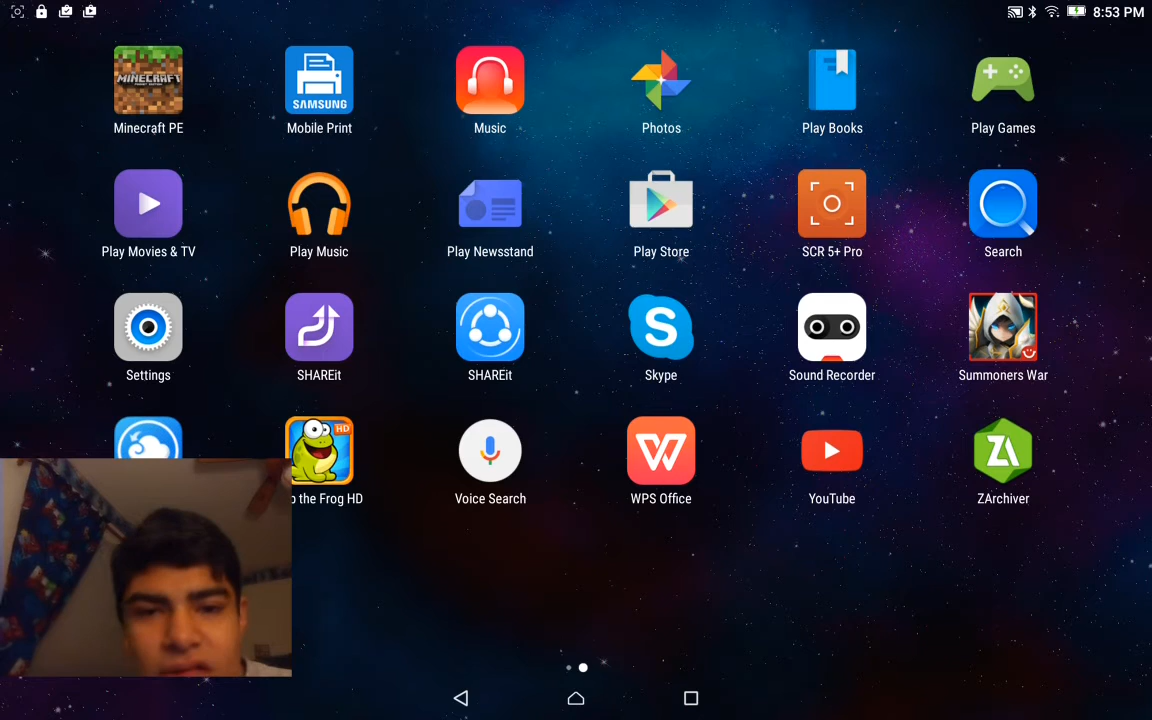 8:53 PM
MINECRAFT
SAMSUNG
Minecraft PE
Mobile Print
Music
Photos
Play Books
Play Games
Play Movies & TV
Play Music
Play Newsstand
Play Store
SCR 5+ Pro
Search
S
Settings
SHAREit
SHAREit
Skype
Sound Recorder
Summoners War
HD
W
ZA
the Frog HD
Voice Search
WPS Office
YouTube
ZArchiver